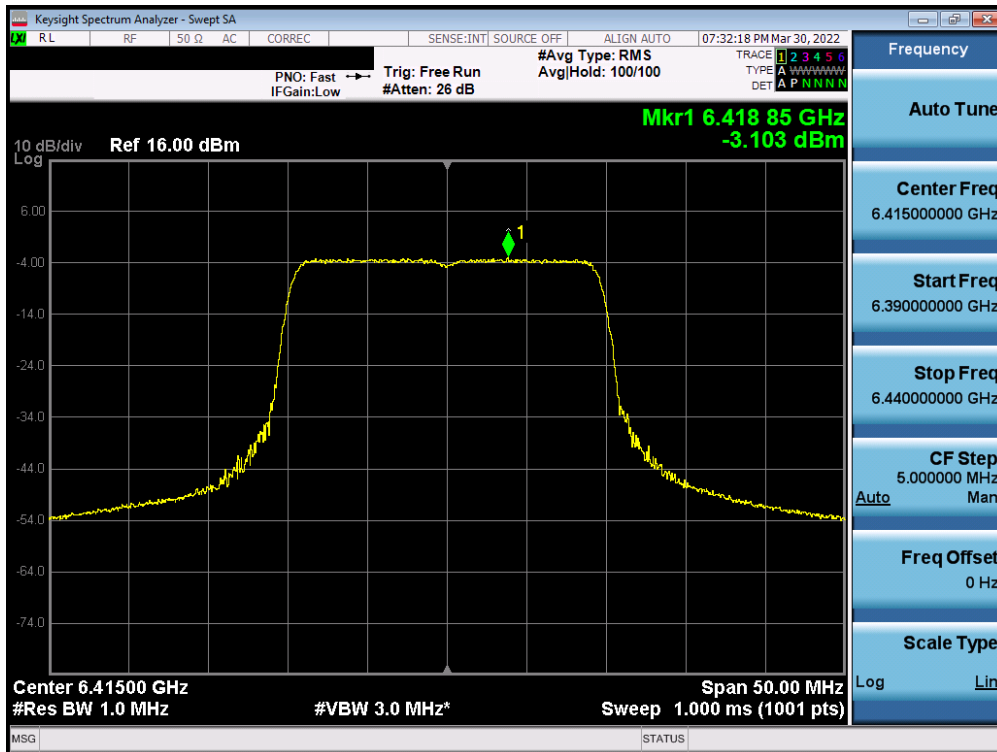 Keysight Spectrum Analyzer - Swept SA
LXI RL RF 50 Ω AC CORREC SENSE:INT SOURCE OFF ALIGN AUTO 07:32:18 PM Mar 30, 2022
PNO: Fast
IFGain:Low
Trig: Free Run
#Atten: 26 dB
#Avg Type: RMS
Avg|Hold: 100/100
TRACE 1 2 3 4 5 6
TYPE A WWWWW
DET A P N N N N
Mkr1 6.418 85 GHz
-3.103 dBm
10 dB/div Ref 16.00 dBm
Log
1
6.00
-4.00
-14.0
-24.0
-34.0
-44.0
-54.0
-64.0
-74.0
Center 6.41500 GHz Span 50.00 MHz
#Res BW 1.0 MHz #VBW 3.0 MHz* Sweep 1.000 ms (1001 pts)
MSG STATUS
Frequency
Auto Tune
Center Freq
6.415000000 GHz
Start Freq
6.390000000 GHz
Stop Freq
6.440000000 GHz
CF Step
5.000000 MHz
Auto Man
Freq Offset
0 Hz
Scale Type
Log Lin